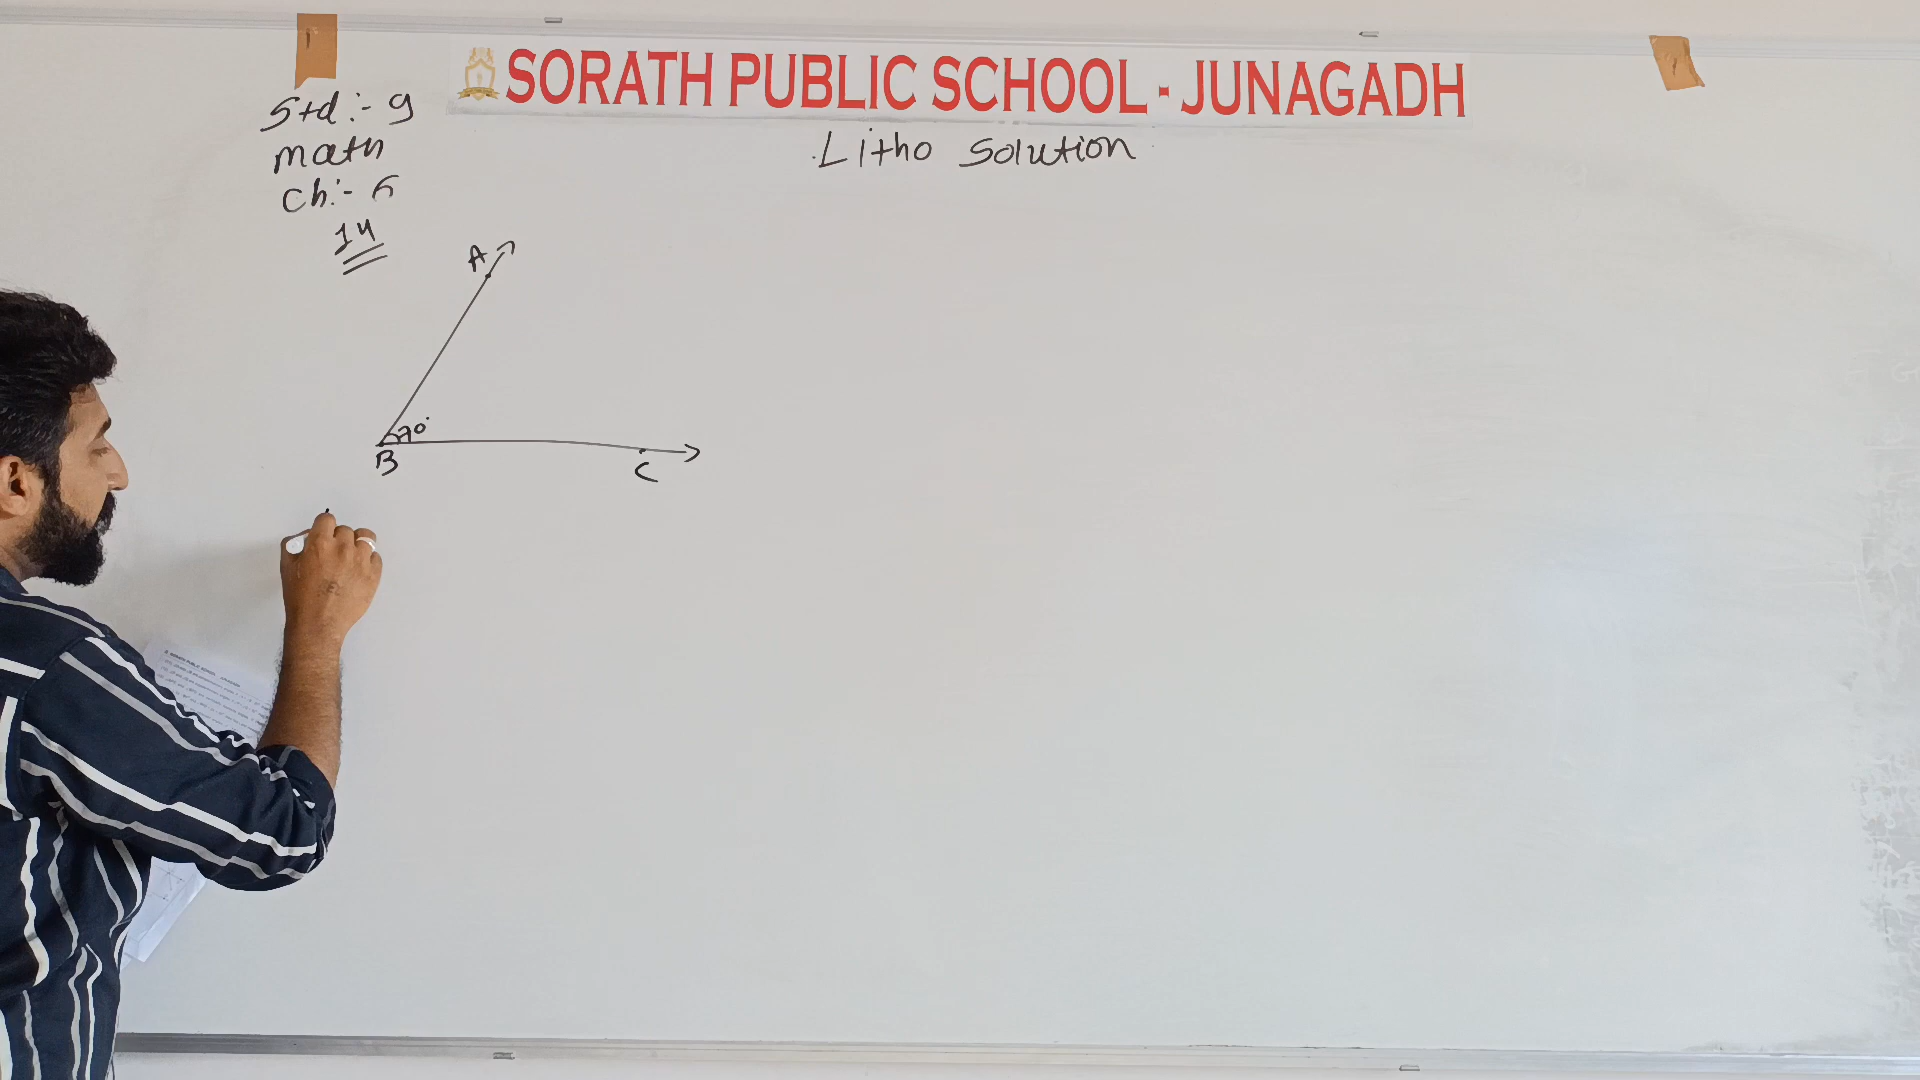 SORATH PUBLIC SCHOOL - JUNAGADH
Litho Solution
Std :- 9
math
Ch :- 6
14
A
70°
B
C